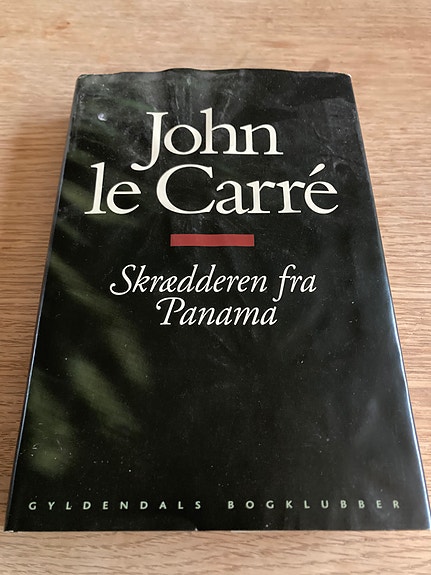 John
le Carré
Skrædderen fra
Panama
GYLDENDALS BOGKLUBBER